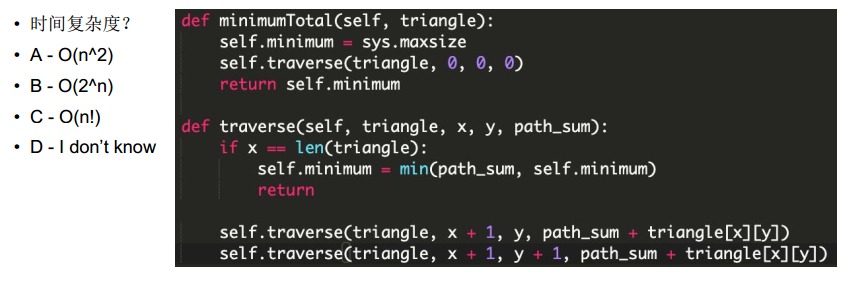 • 时间复杂度？
• A - O(n^2)
• B - O(2^n)
• C - O(n!)
• D - I don’t know
def minimumTotal(self, triangle):
    self.minimum = sys.maxsize
    self.traverse(triangle, 0, 0, 0)
    return self.minimum

def traverse(self, triangle, x, y, path_sum):
    if x == len(triangle):
        self.minimum = min(path_sum, self.minimum)
        return

    self.traverse(triangle, x + 1, y, path_sum + triangle[x][y])
    self.traverse(triangle, x + 1, y + 1, path_sum + triangle[x][y])